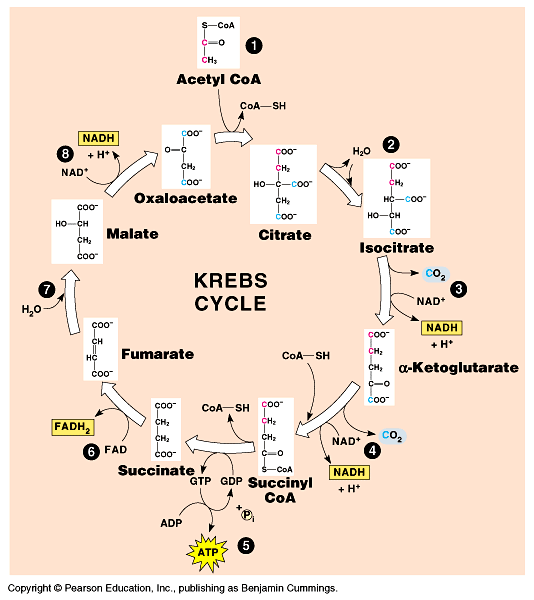 S—CoA
C=O
CH₃
1
Acetyl CoA
CoA—SH
NADH
+ H⁺
8
NAD⁺
COO⁻
O—C
CH₂
COO⁻
Oxaloacetate
COO⁻
CH₂
HO—C—COO⁻
CH₂
COO⁻
Citrate
H₂O
2
COO⁻
CH₂
HC—COO⁻
HO—CH
COO⁻
Isocitrate
COO⁻
HO—CH
CH₂
COO⁻
Malate
KREBS
CYCLE
CO₂
3
NAD⁺
NADH
+ H⁺
7
H₂O
COO⁻
CH
HC
COO⁻
Fumarate
CoA—SH
COO⁻
CH₂
CH₂
C=O
COO⁻
α-Ketoglutarate
FADH₂
6
FAD
COO⁻
CH₂
CH₂
COO⁻
Succinate
CoA—SH
COO⁻
CH₂
CH₂
C=O
S—CoA
Succinyl
CoA
NAD⁺
4
CO₂
NADH
+ H⁺
GTP
GDP
+ Pi
ADP
ATP
5
Copyright © Pearson Education, Inc., publishing as Benjamin Cummings.